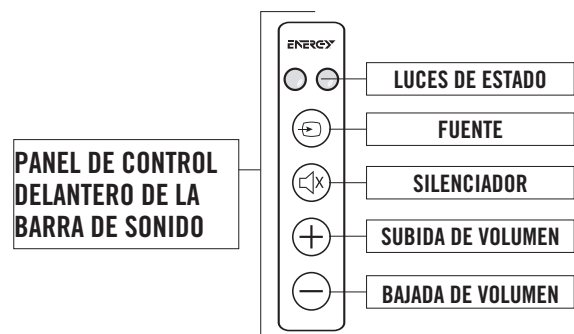 ENERGY
LUCES DE ESTADO
FUENTE
PANEL DE CONTROL
DELANTERO DE LA
BARRA DE SONIDO
SILENCIADOR
SUBIDA DE VOLUMEN
BAJADA DE VOLUMEN